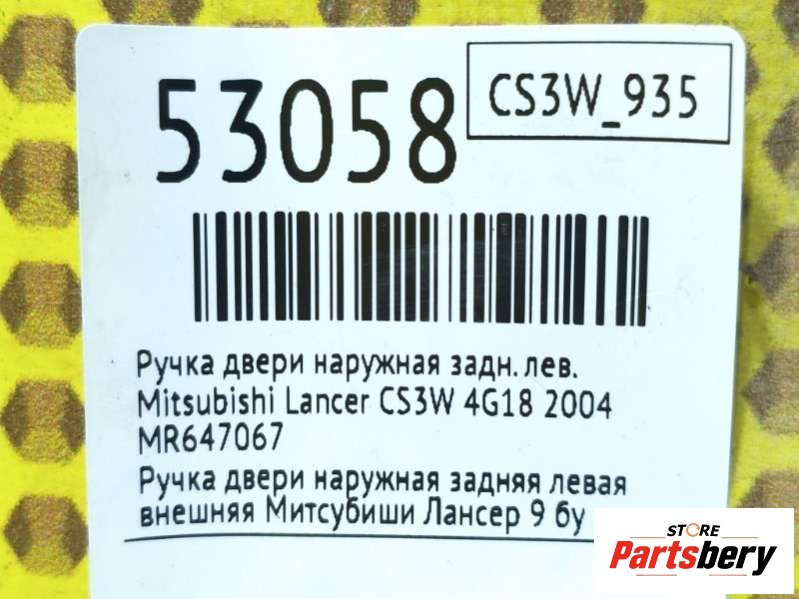 53058
CS3W_935
Ручка двери наружная задн. лев.
Mitsubishi Lancer CS3W 4G18 2004
MR647067
Ручка двери наружная задняя левая
внешняя Митсубиши Лансер 9 бу
STORE
Partsbery